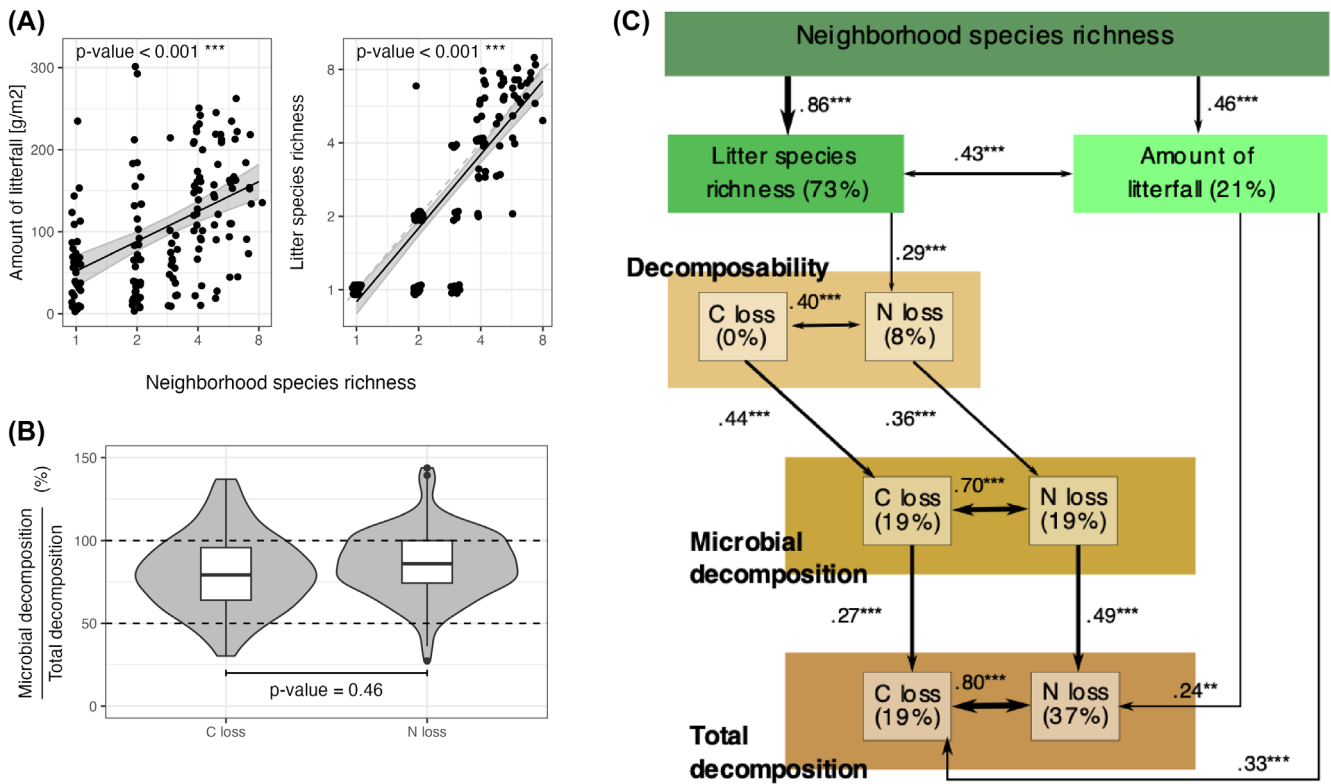 (A)
p-value < 0.001 ***
Amount of litterfall [g/m2]
300
200
100
0
1
2
4
8
p-value < 0.001 ***
Litter species richness
8
4
2
1
1
2
4
8
Neighborhood species richness
(B)
Microbial decomposition
Total decomposition
(%)
150
100
50
0
p-value = 0.46
C loss
N loss
(C)
Neighborhood species richness
.86***
.46***
Litter species
richness (73%)
.43***
Amount of
litterfall (21%)
.29***
Decomposability
C loss
(0%)
.40***
N loss
(8%)
.44***
.36***
C loss
(19%)
.70***
N loss
(19%)
Microbial
decomposition
.27***
.49***
C loss
(19%)
.80***
N loss
(37%)
.24**
Total
decomposition
.33***